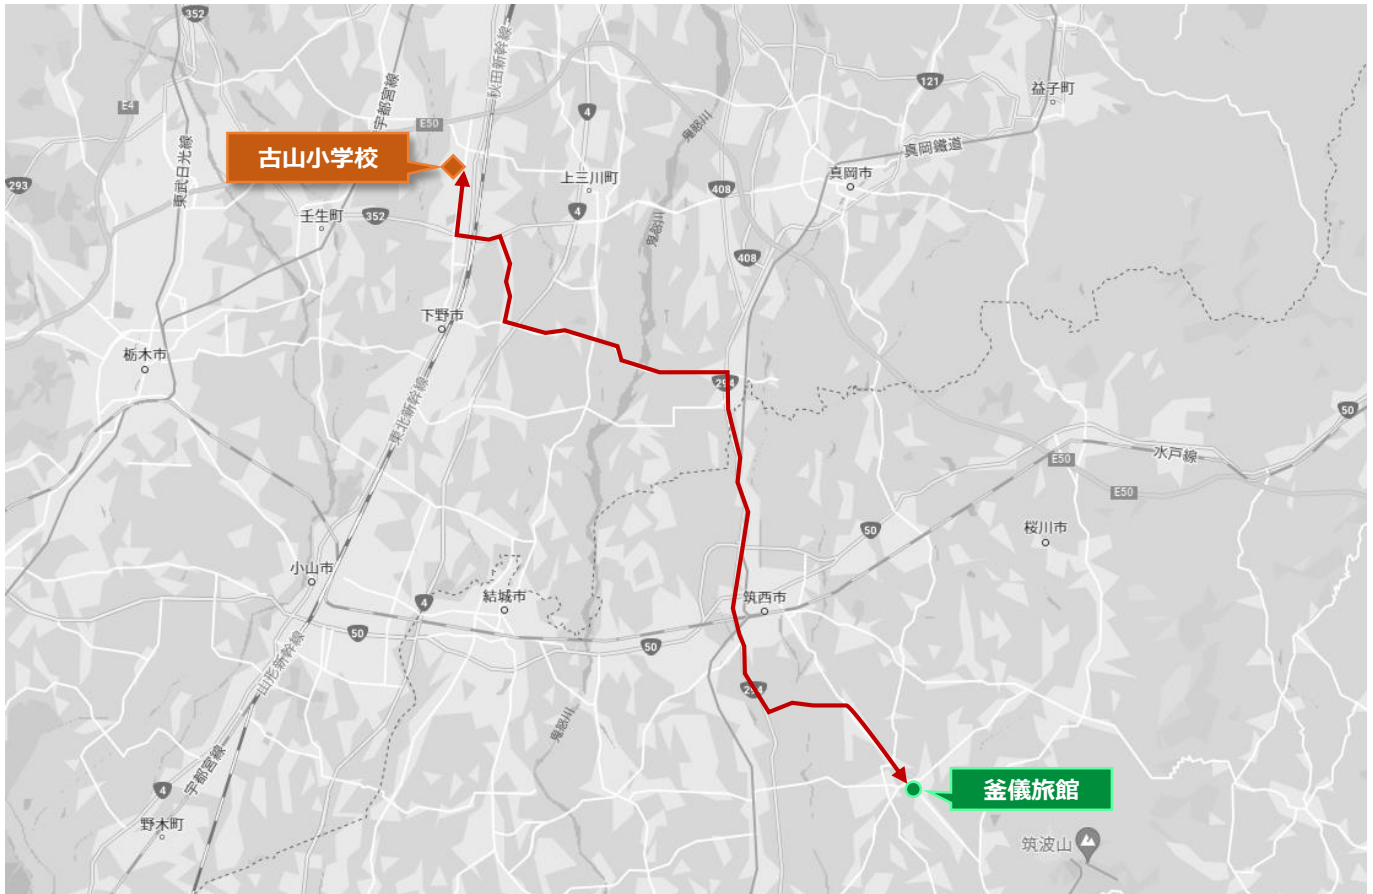 352
秋田新幹線
121
益子町
E4
宇都宮線
4
鬼怒川
E50
東武日光線
古山小学校
真岡鐵道
293
上三川町
408
真岡市
壬生町
352
4
鬼怒川
408
下野市
栃木市
294
東北新幹線
50
水戸線
E50
E50
50
桜川市
小山市
結城市
4
筑西市
50
50
山形新幹線
294
鬼怒川
宇都宮線
4
釜儀旅館
野木町
筑波山